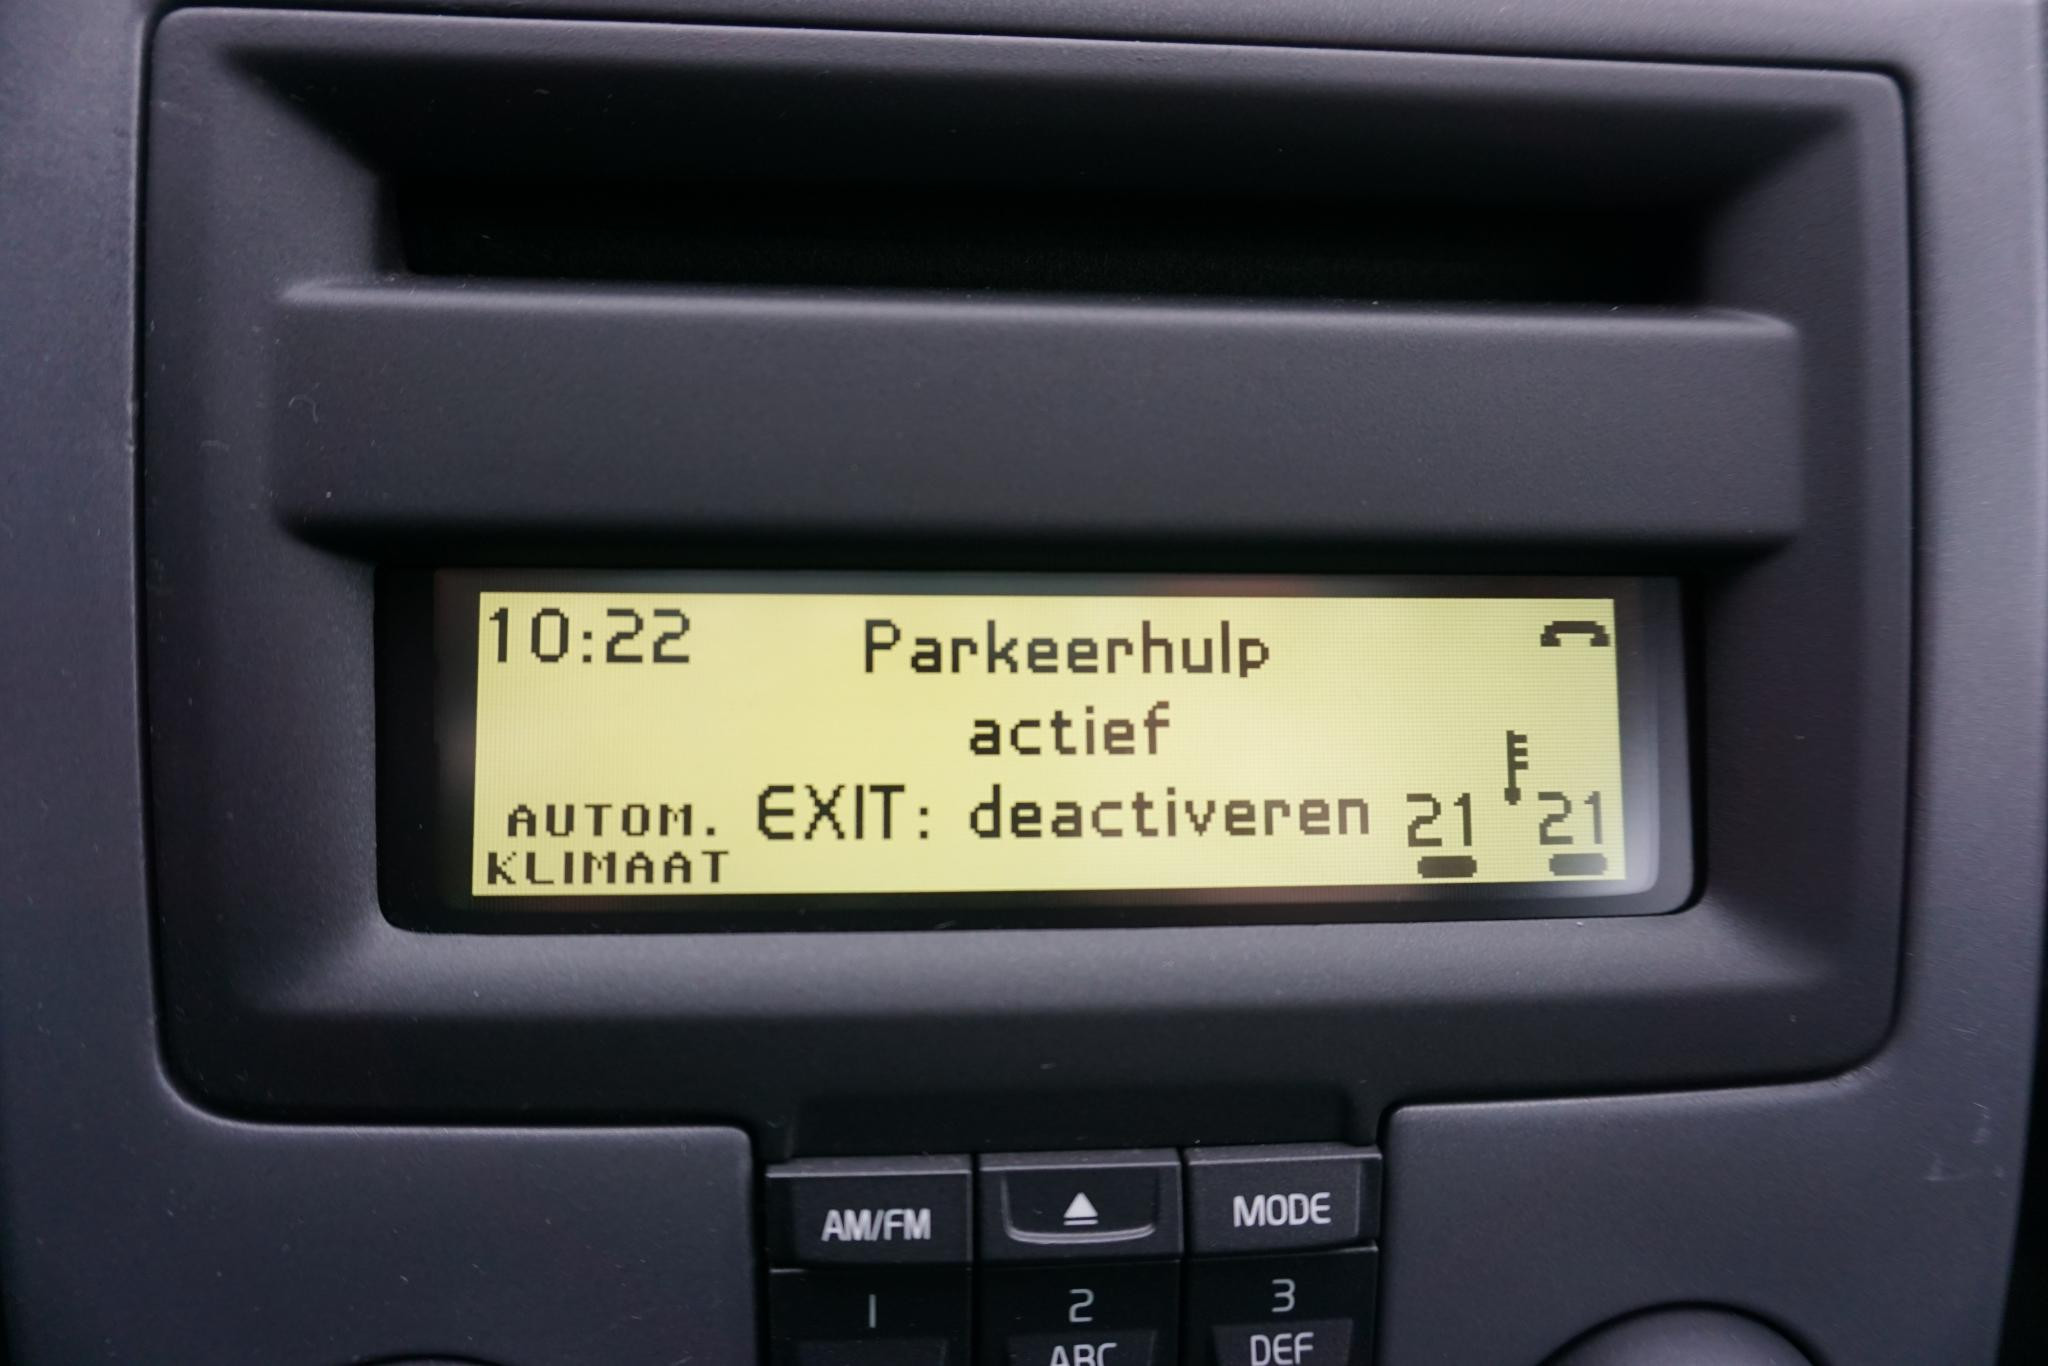 10:22 Parkeerhulp
actief
AUTOM. EXIT: deactiveren 21 21
KLIMAAT
AM/FM MODE
1 2 3
ABC DEF